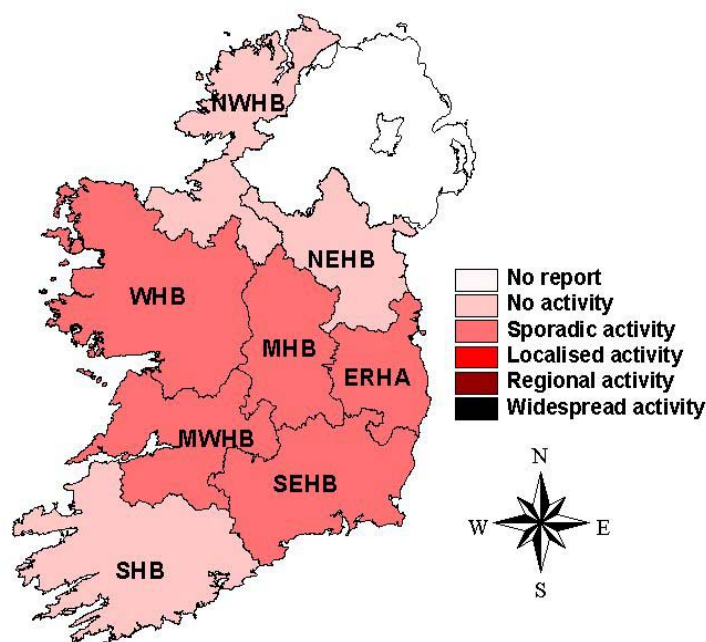 NWHB
NEHB
WHB
MHB
ERHA
MWHB
SEHB
SHB
No report
No activity
Sporadic activity
Localised activity
Regional activity
Widespread activity
N
W E
S